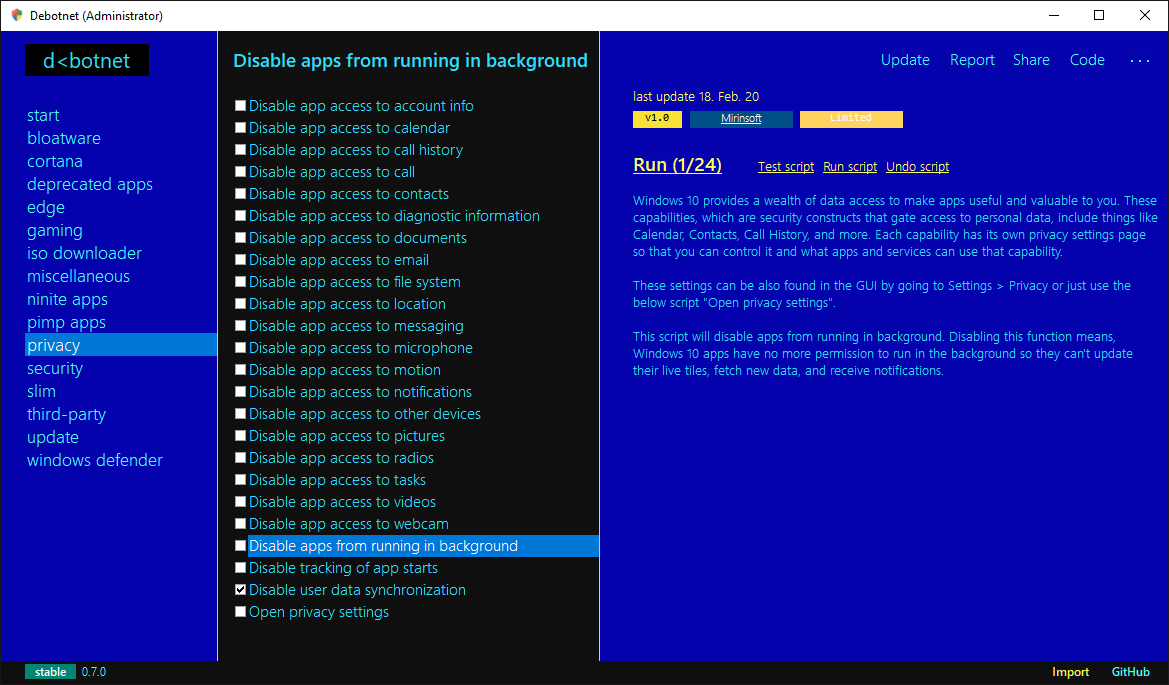 Debotnet (Administrator)
d<botnet
start
bloatware
cortana
deprecated apps
edge
gaming
iso downloader
miscellaneous
ninite apps
pimp apps
privacy
security
slim
third-party
update
windows defender
Disable apps from running in background
Disable app access to account info
Disable app access to calendar
Disable app access to call history
Disable app access to call
Disable app access to contacts
Disable app access to diagnostic information
Disable app access to documents
Disable app access to email
Disable app access to file system
Disable app access to location
Disable app access to messaging
Disable app access to microphone
Disable app access to motion
Disable app access to notifications
Disable app access to other devices
Disable app access to pictures
Disable app access to radios
Disable app access to tasks
Disable app access to videos
Disable app access to webcam
Disable apps from running in background
Disable tracking of app starts
Disable user data synchronization
Open privacy settings
Update Report Share Code ...
last update 18. Feb. 20
v1.0 Mirinsoft Limited
Run (1/24) Test script Run script Undo script
Windows 10 provides a wealth of data access to make apps useful and valuable to you. These
capabilities, which are security constructs that gate access to personal data, include things like
Calendar, Contacts, Call History, and more. Each capability has its own privacy settings page
so that you can control it and what apps and services can use that capability.
These settings can be also found in the GUI by going to Settings > Privacy or just use the
below script "Open privacy settings".
This script will disable apps from running in background. Disabling this function means,
Windows 10 apps have no more permission to run in the background so they can't update
their live tiles, fetch new data, and receive notifications.
stable 0.7.0
Import GitHub